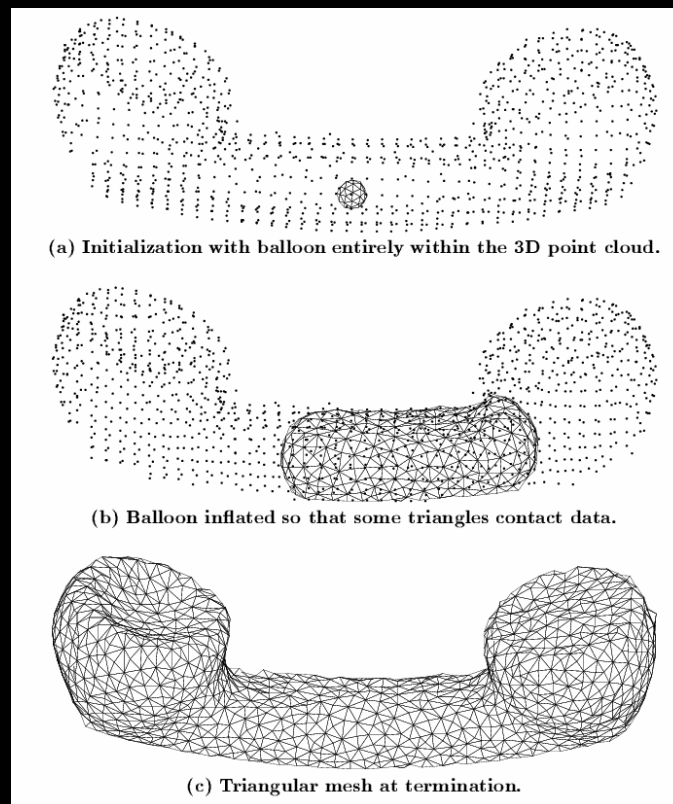 (a) Initialization with balloon entirely within the 3D point cloud.
(b) Balloon inflated so that some triangles contact data.
(c) Triangular mesh at termination.